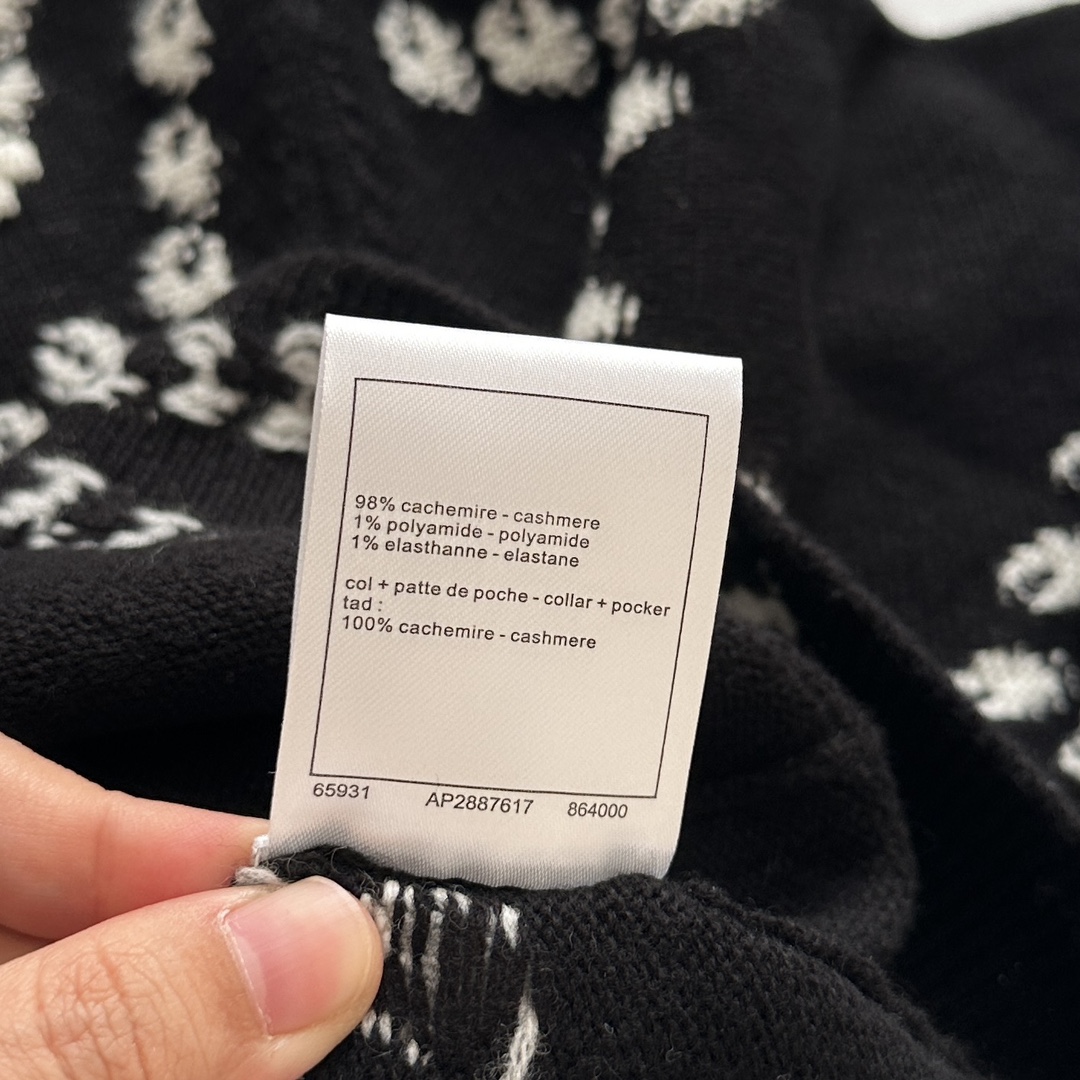 98% cachemire - cashmere
1% polyamide - polyamide
1% elasthanne - elastane
col + patte de poche - collar + pocker
tad :
100% cachemire - cashmere
65931 AP2887617 864000